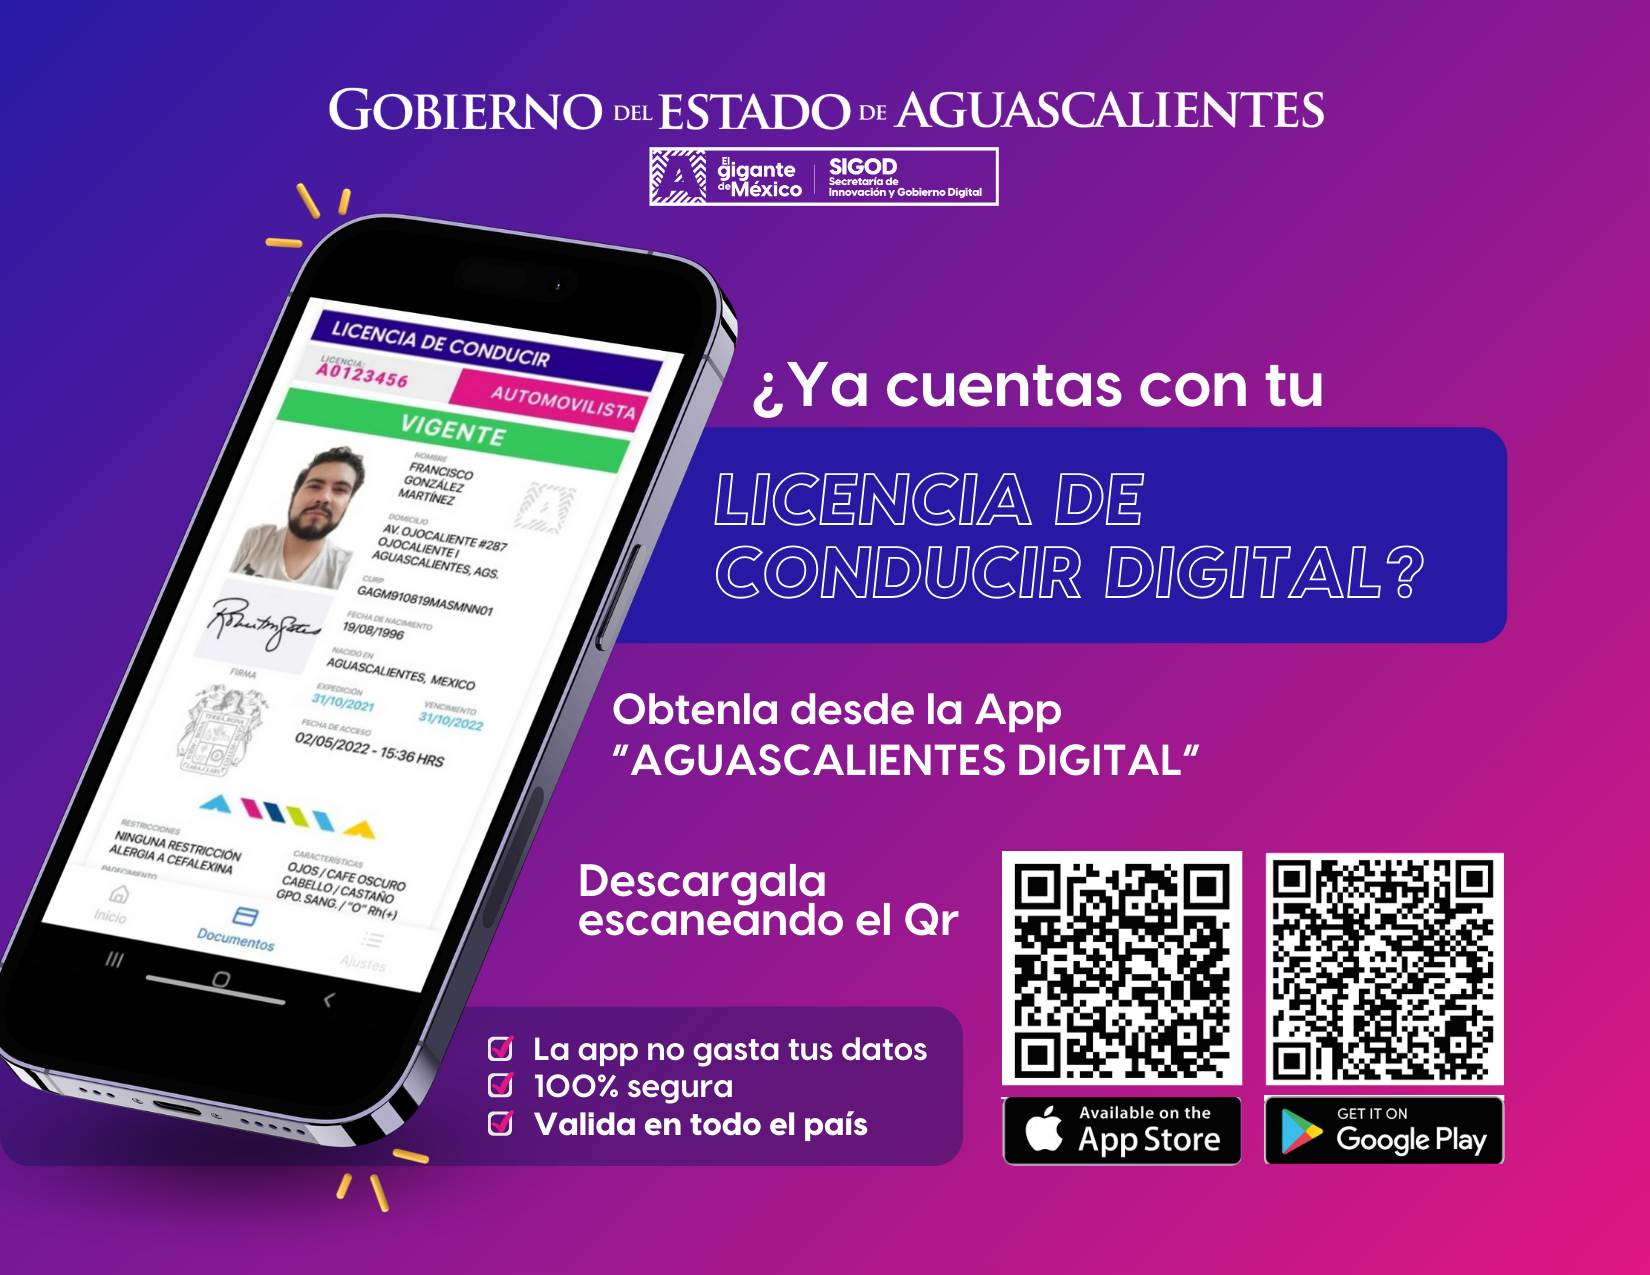 GOBIERNO DEL ESTADO DE AGUASCALIENTES
El gigante de México
SIGOD
Secretaría de
Innovación y Gobierno Digital
LICENCIA DE CONDUCIR
LICENCIA:
A0123456
AUTOMOVILISTA
VIGENTE
NOMBRE
FRANCISCO
GONZÁLEZ
MARTÍNEZ
DOMICILIO
AV. OJOCALIENTE #287
OJOCALIENTE I
AGUASCALIENTES, AGS.
CURP
GAGM910819MASMNN01
FECHA DE NACIMIENTO
19/08/1996
NACIDO EN
AGUASCALIENTES, MEXICO
FIRMA
EXPEDICIÓN
31/10/2021
VENCIMIENTO
31/10/2022
FECHA DE ACCESO
02/05/2022 - 15:36 HRS
RESTRICCIONES
NINGUNA RESTRICCIÓN
ALERGIA A CEFALEXINA
PADECIMIENTO
CARACTERÍSTICAS
OJOS / CAFE OSCURO
CABELLO / CASTAÑO
GPO. SANG. / "O" Rh(+)
Inicio
Documentos
Ajustes
¿Ya cuentas con tu
LICENCIA DE
CONDUCIR DIGITAL?
Obtenla desde la App
"AGUASCALIENTES DIGITAL"
Descargala
escaneando el Qr
La app no gasta tus datos
100% segura
Valida en todo el país
Available on the
App Store
GET IT ON
Google Play